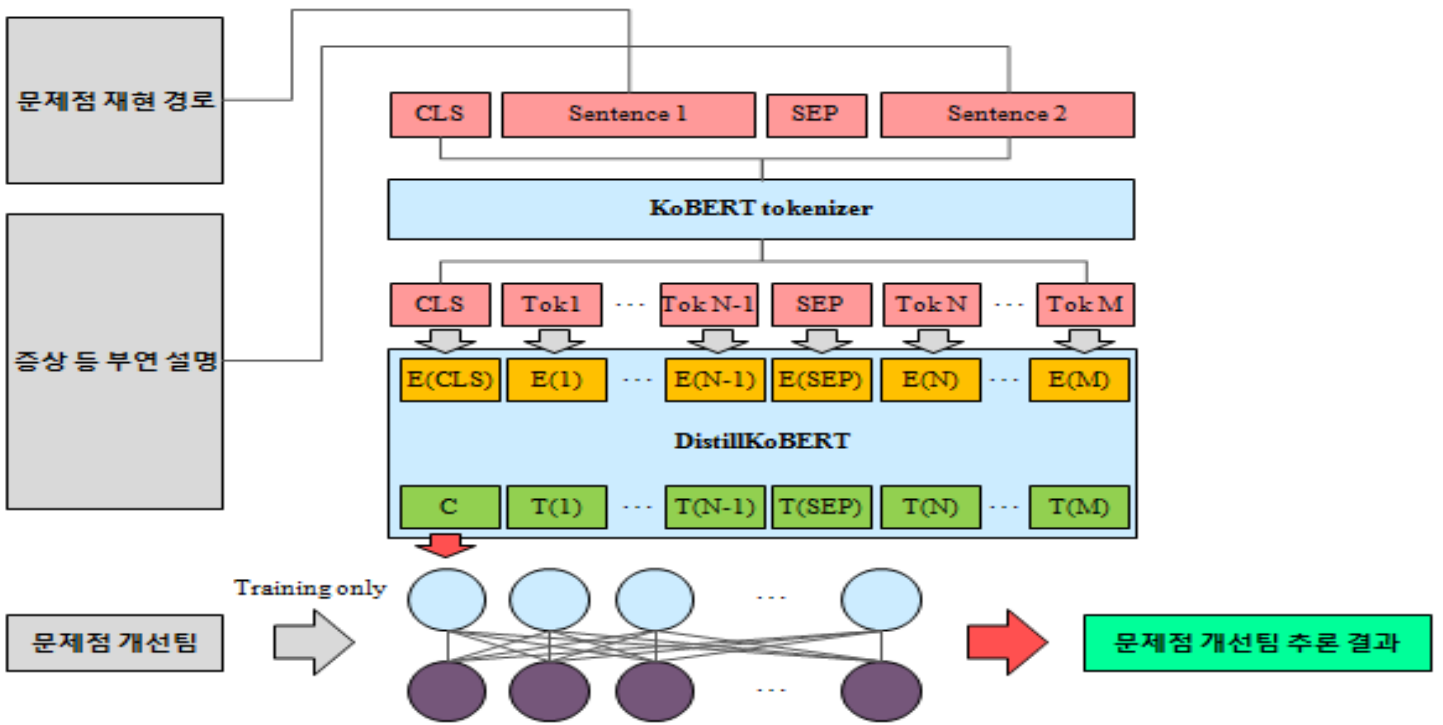 문제점 재현 경로
CLS Sentence 1 SEP Sentence 2
KoBERT tokenizer
증상 등 부연 설명
CLS Tok1 ... Tok N-1 SEP Tok N ... Tok M
E(CLS) E(1) ... E(N-1) E(SEP) E(N) ... E(M)
DistillKoBERT
C T(1) ... T(N-1) T(SEP) T(N) ... T(M)
Training only
...
문제점 개선팀
문제점 개선팀 추론 결과
...